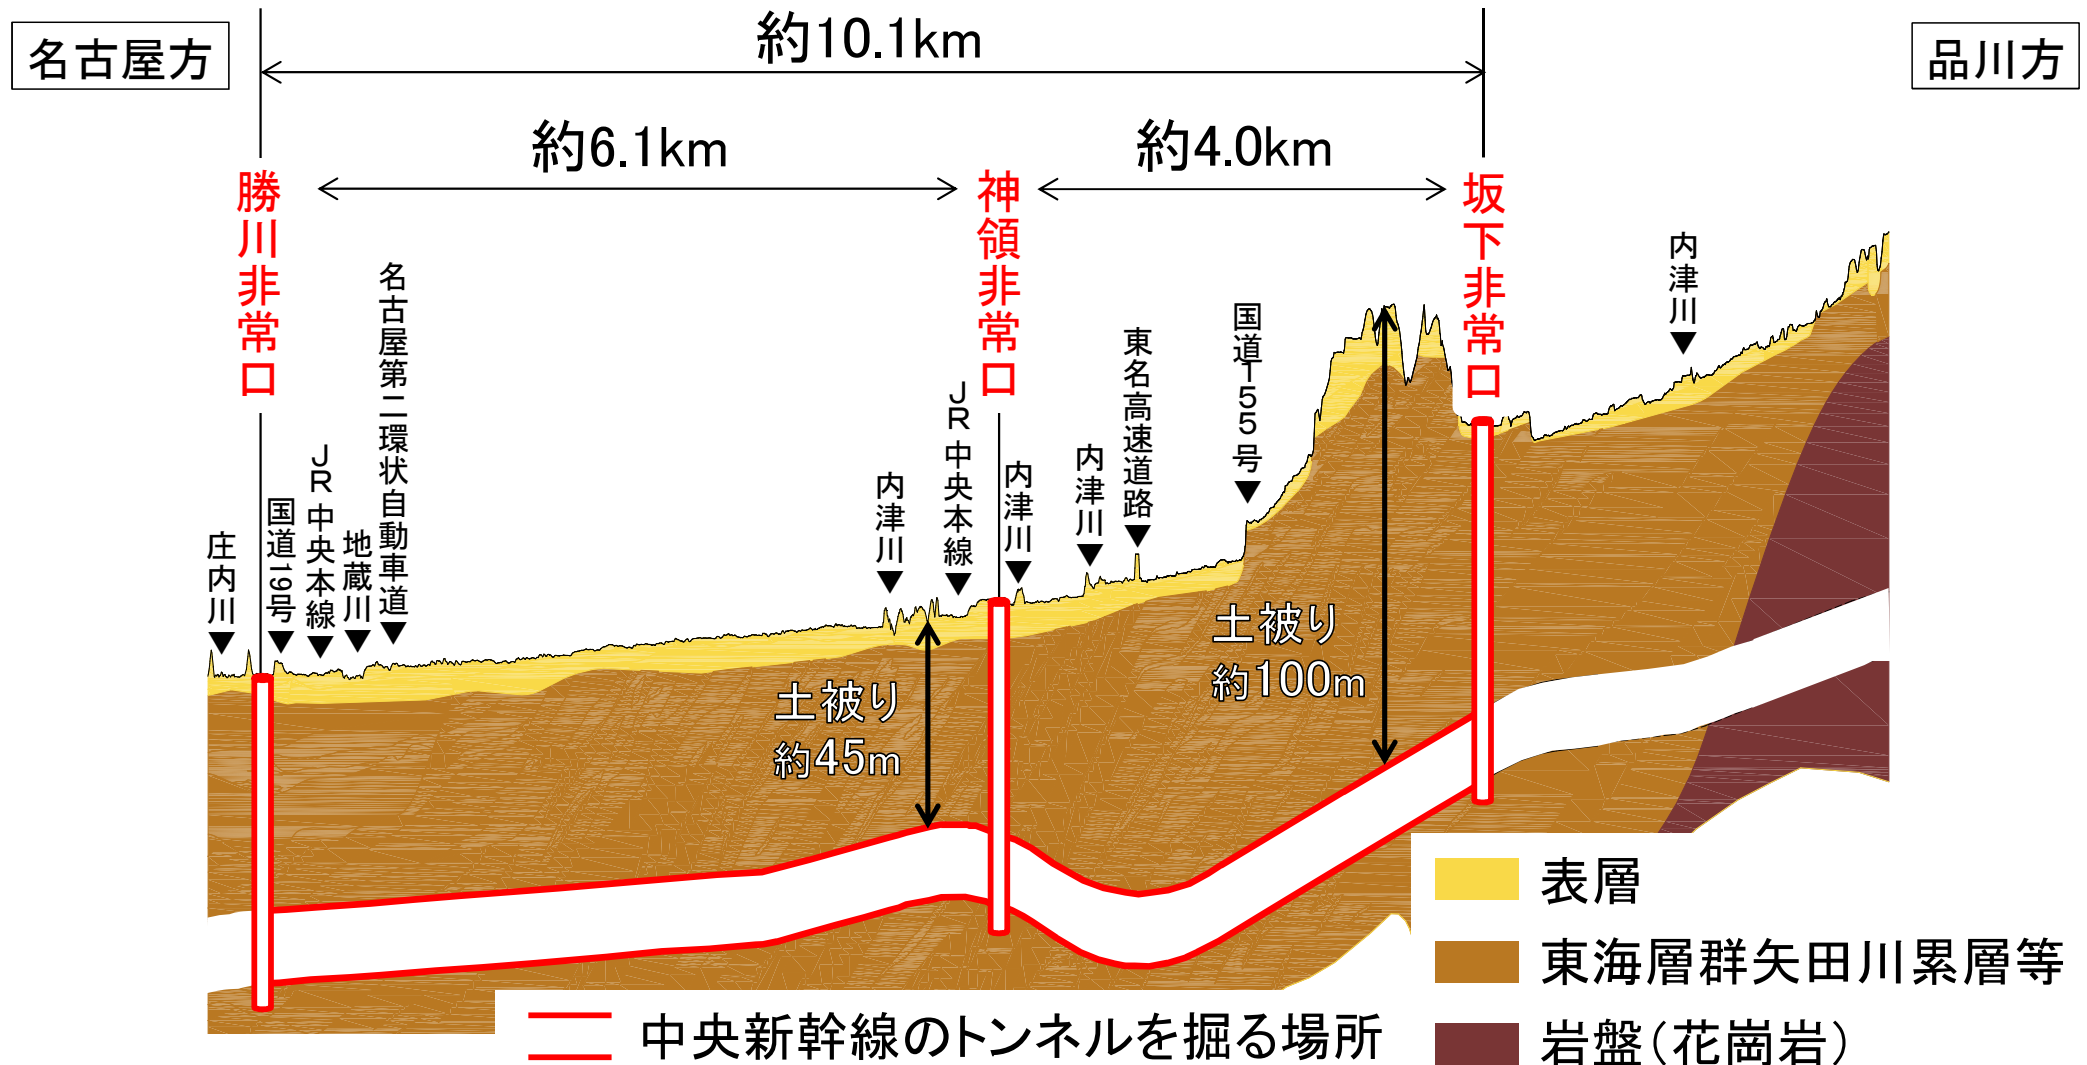 名古屋方
約10.1km
品川方
約6.1km
約4.0km
勝川非常口
神領非常口
坂下非常口
庄内川
国道19号
JR中央本線
地蔵川
名古屋第二環状自動車道
内津川
JR中央本線
内津川
内津川
東名高速道路
国道155号
内津川
土被り
約45m
土被り
約100m
表層
東海層群矢田川累層等
岩盤(花崗岩)
中央新幹線のトンネルを掘る場所